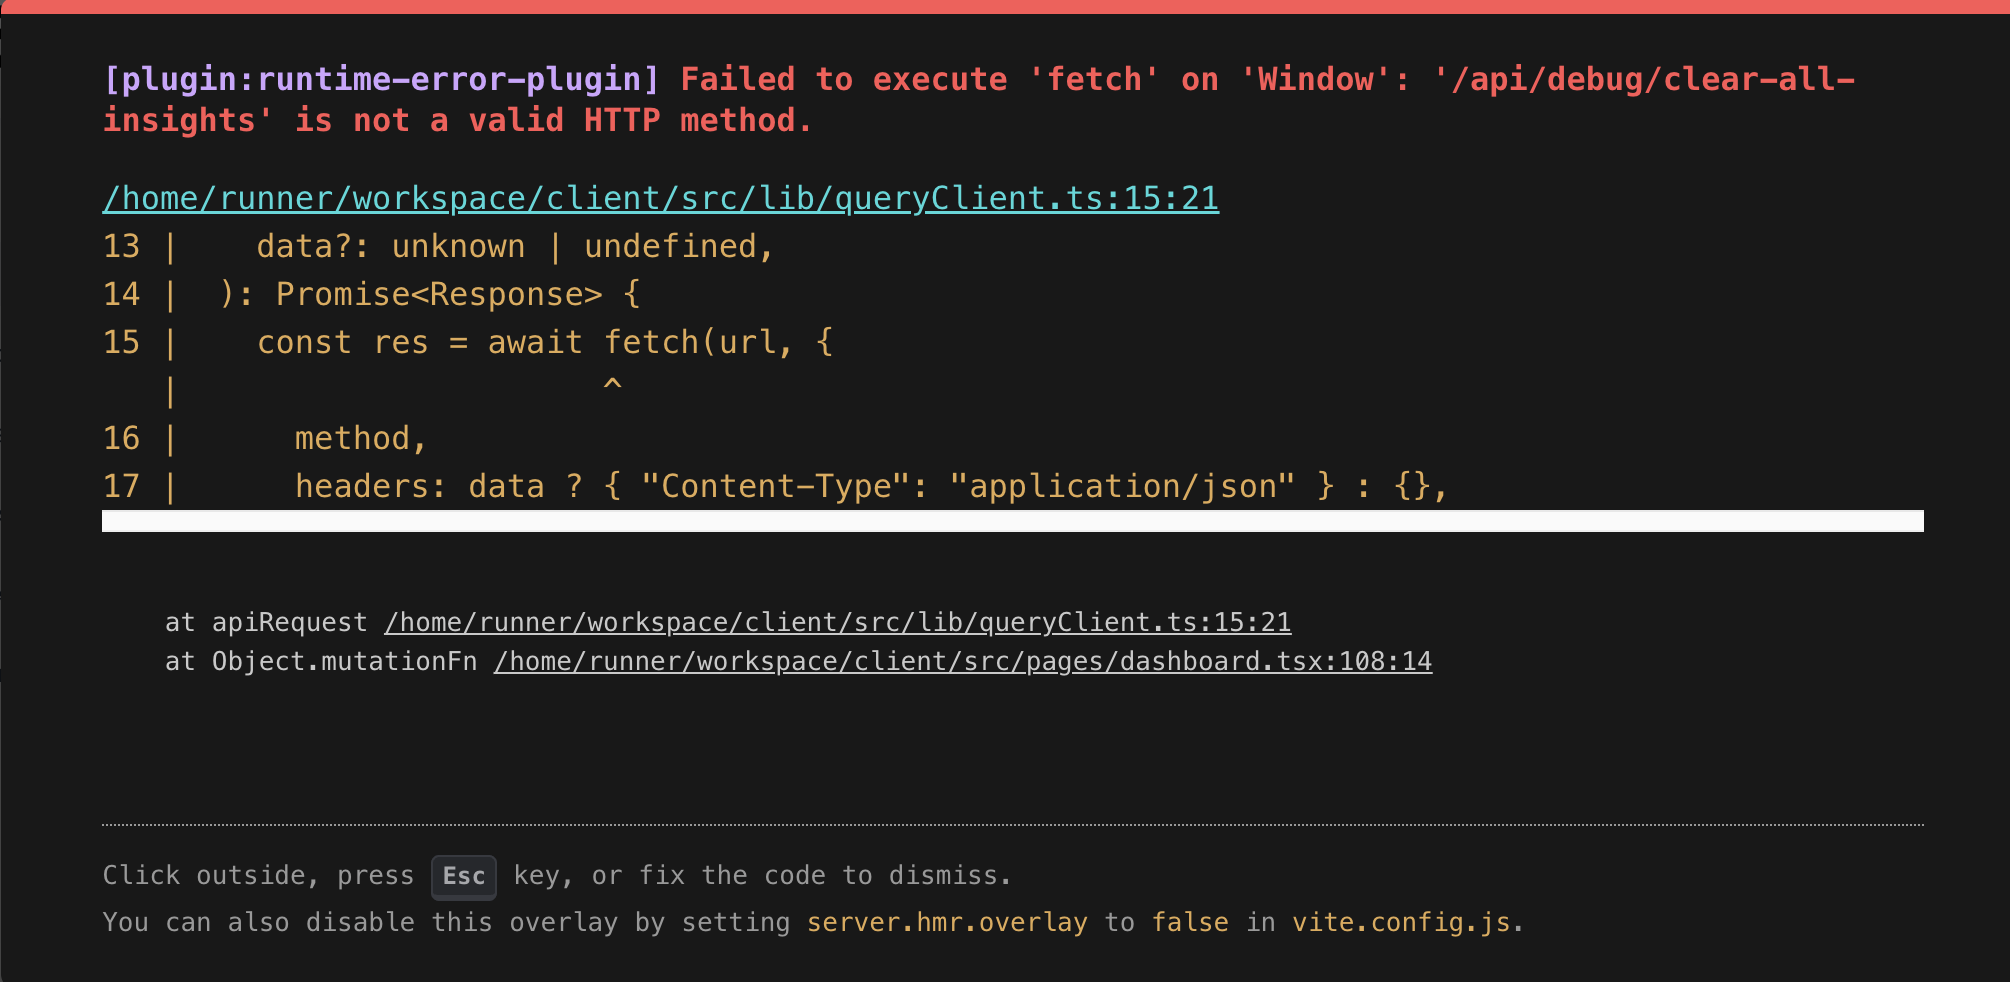 [plugin:runtime-error-plugin] Failed to execute 'fetch' on 'Window': '/api/debug/clear-all-
insights' is not a valid HTTP method.
/home/runner/workspace/client/src/lib/queryClient.ts:15:21
13 |    data?: unknown | undefined,
14 |  ): Promise<Response> {
15 |    const res = await fetch(url, {
   |                      ^
16 |      method,
17 |      headers: data ? { "Content-Type": "application/json" } : {},
at apiRequest /home/runner/workspace/client/src/lib/queryClient.ts:15:21
at Object.mutationFn /home/runner/workspace/client/src/pages/dashboard.tsx:108:14
Click outside, press Esc key, or fix the code to dismiss.
You can also disable this overlay by setting server.hmr.overlay to false in vite.config.js.